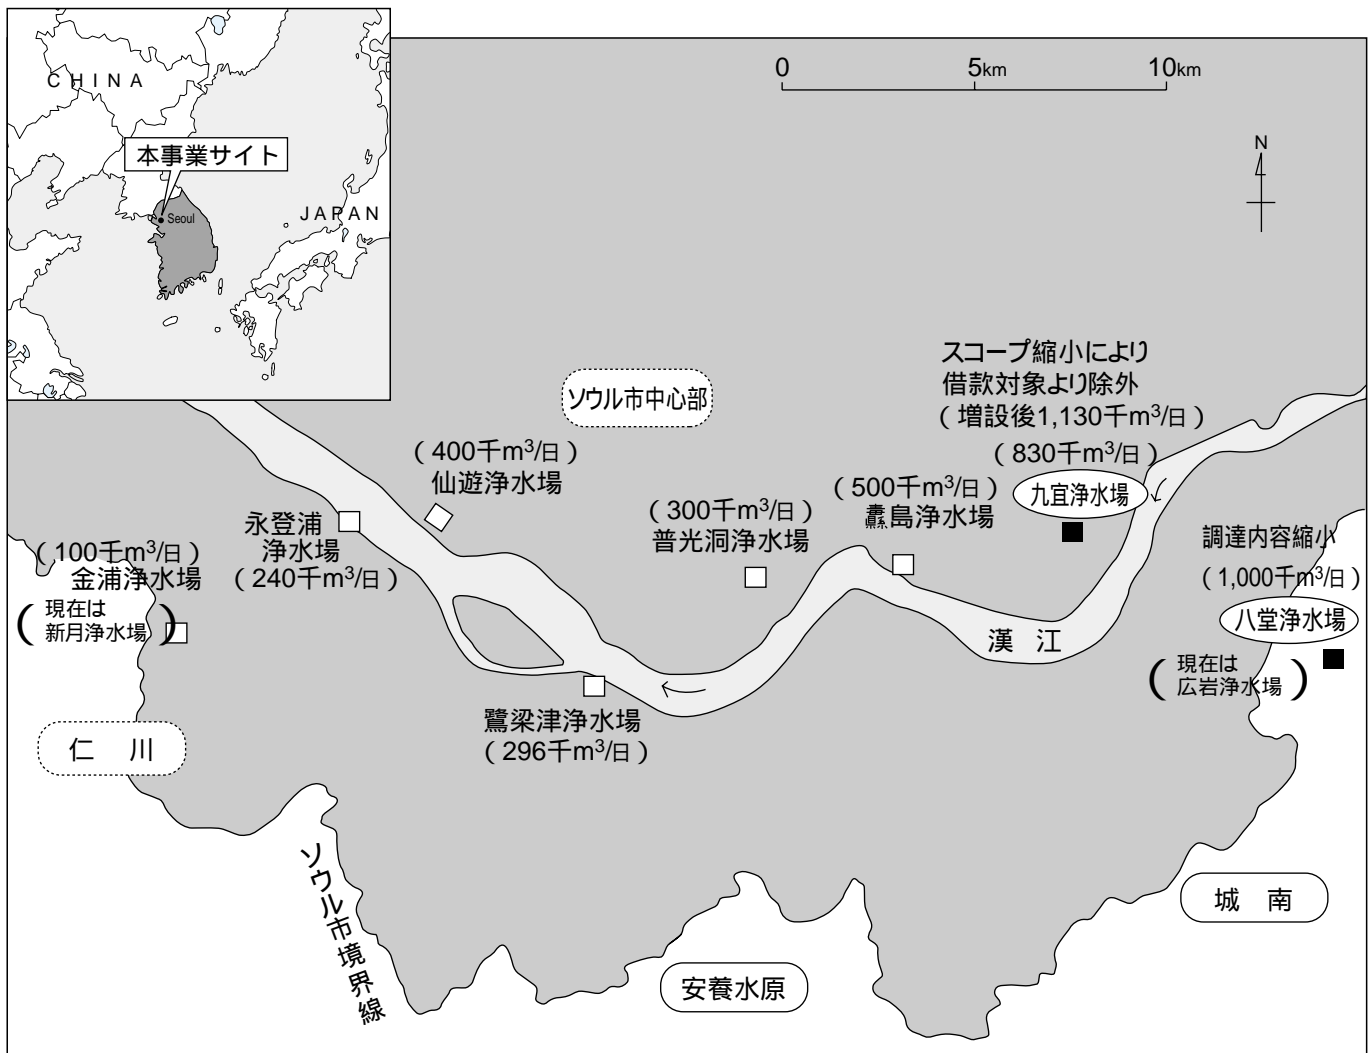 CHINA
本事業サイト
Seoul
JAPAN
0 5km 10km
N
スコープ縮小により
借款対象より除外
(増設後1,130千m³/日)
(830千m³/日)
九宜浄水場
ソウル市中心部
(400千m³/日)
仙遊浄水場
(500千m³/日)
纛島浄水場
(300千m³/日)
普光洞浄水場
永登浦
浄水場
(240千m³/日)
(100千m³/日)
金浦浄水場
(現在は
新月浄水場)
調達内容縮小
(1,000千m³/日)
八堂浄水場
(現在は
広岩浄水場)
漢江
鷺梁津浄水場
(296千m³/日)
仁川
ソウル市境界線
城南
安養水原